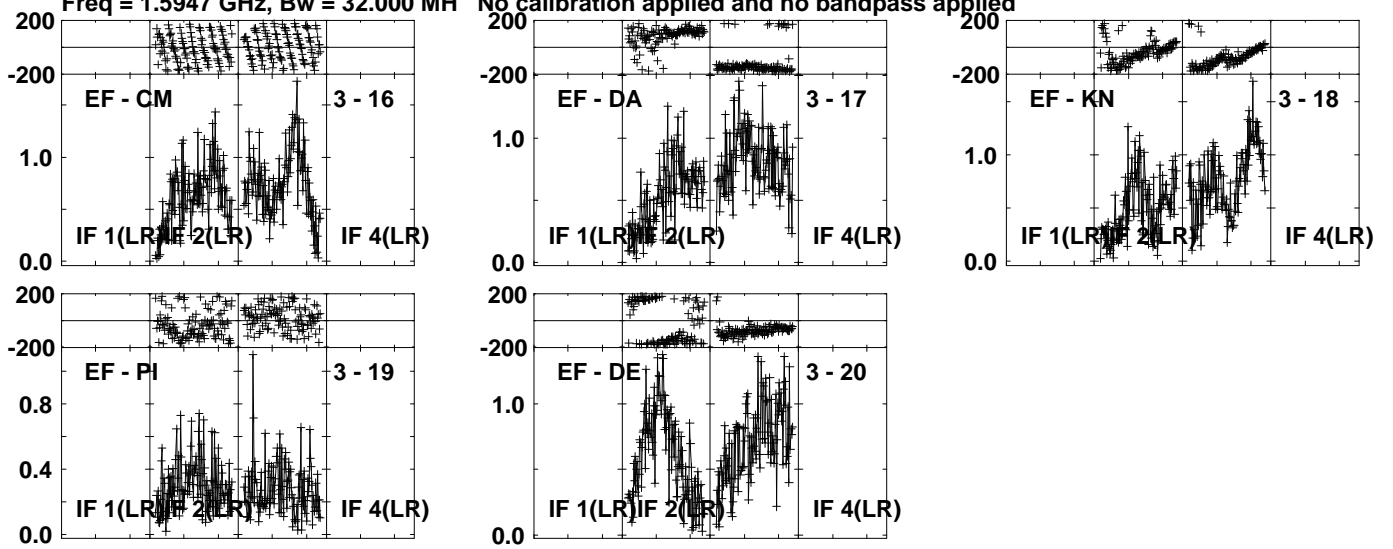 Freq = 1.5947 GHz, Bw = 32.000 MH No calibration applied and no bandpass applied
200
-200
EF - CM
3 - 16
1.0
IF 1(LR)
IF 2(LR)
IF 4(LR)
0.0
200
-200
EF - DA
3 - 17
1.0
IF 1(LR)
IF 2(LR)
IF 4(LR)
0.0
200
-200
EF - KN
3 - 18
1.0
IF 1(LR)
IF 2(LR)
IF 4(LR)
0.0
200
-200
EF - PI
3 - 19
0.8
0.4
IF 1(LR)
IF 2(LR)
IF 4(LR)
0.0
200
-200
EF - DE
3 - 20
1.0
IF 1(LR)
IF 2(LR)
IF 4(LR)
0.0